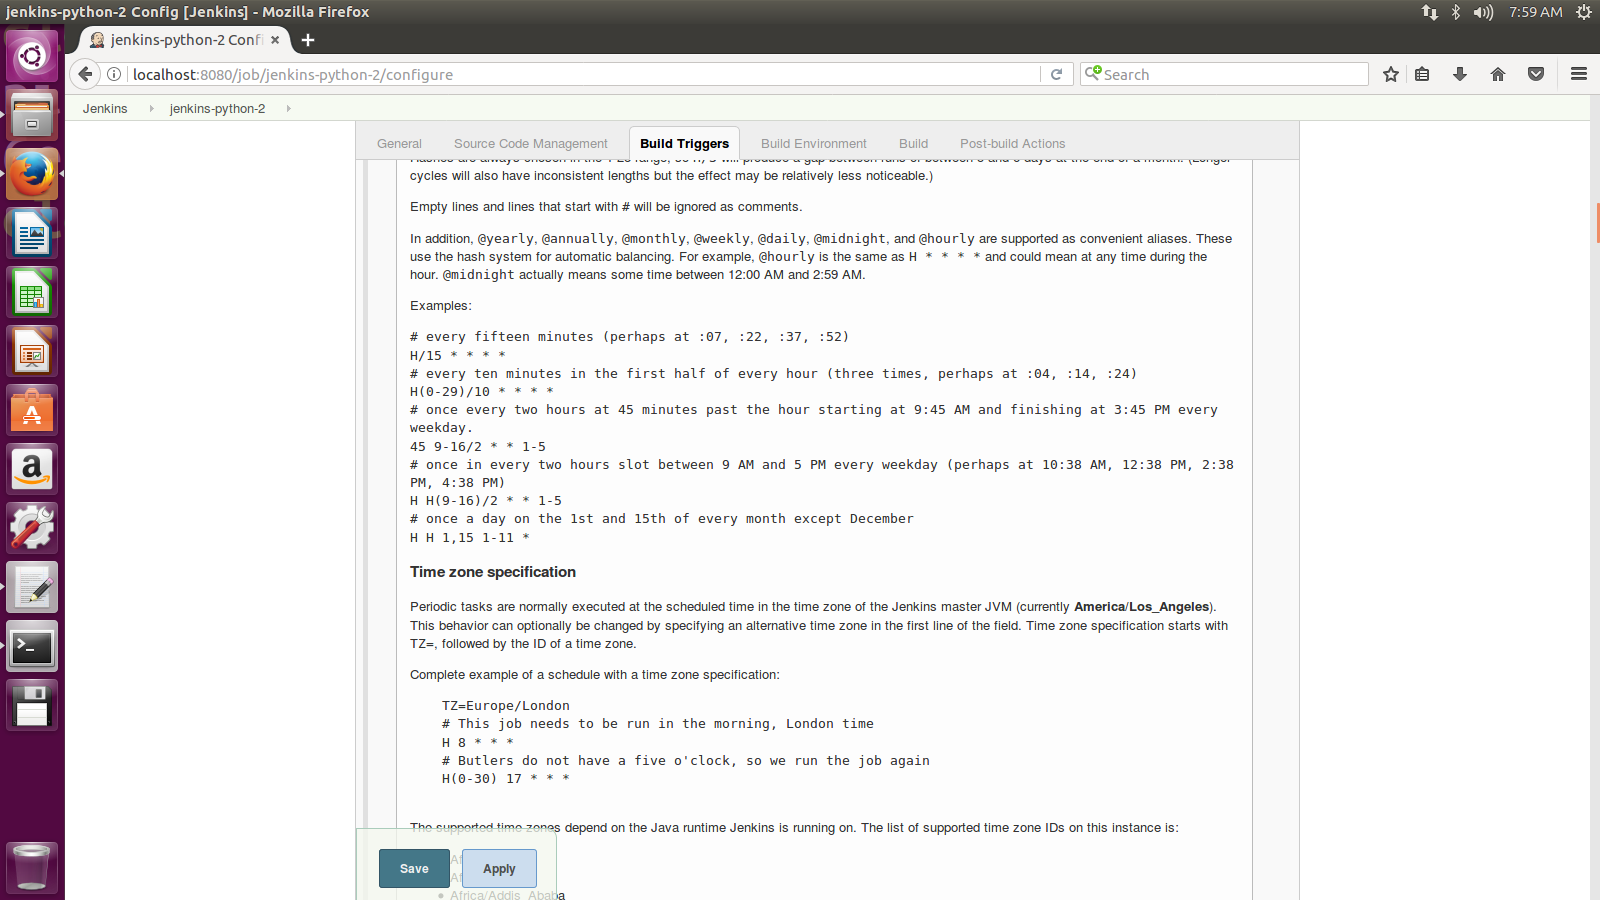 jenkins-python-2 Config [Jenkins] - Mozilla Firefox
7:59 AM
jenkins-python-2 Confi
localhost:8080/job/jenkins-python-2/configure
Search
Jenkins
jenkins-python-2
General
Source Code Management
Build Triggers
Build Environment
Build
Post-build Actions
cycles will also have inconsistent lengths but the effect may be relatively less noticeable.)
Empty lines and lines that start with # will be ignored as comments.
In addition, @yearly, @annually, @monthly, @weekly, @daily, @midnight, and @hourly are supported as convenient aliases. These
use the hash system for automatic balancing. For example, @hourly is the same as H * * * * and could mean at any time during the
hour. @midnight actually means some time between 12:00 AM and 2:59 AM.
Examples:
# every fifteen minutes (perhaps at :07, :22, :37, :52)
H/15 * * * *
# every ten minutes in the first half of every hour (three times, perhaps at :04, :14, :24)
H(0-29)/10 * * * *
# once every two hours at 45 minutes past the hour starting at 9:45 AM and finishing at 3:45 PM every
weekday.
45 9-16/2 * * 1-5
# once in every two hours slot between 9 AM and 5 PM every weekday (perhaps at 10:38 AM, 12:38 PM, 2:38
PM, 4:38 PM)
H H(9-16)/2 * * 1-5
# once a day on the 1st and 15th of every month except December
H H 1,15 1-11 *
Time zone specification
Periodic tasks are normally executed at the scheduled time in the time zone of the Jenkins master JVM (currently America/Los_Angeles).
This behavior can optionally be changed by specifying an alternative time zone in the first line of the field. Time zone specification starts with
TZ=, followed by the ID of a time zone.
Complete example of a schedule with a time zone specification:
TZ=Europe/London
# This job needs to be run in the morning, London time
H 8 * * *
# Butlers do not have a five o'clock, so we run the job again
H(0-30) 17 * * *
The supported time zones depend on the Java runtime Jenkins is running on. The list of supported time zone IDs on this instance is:
Save
Apply
Africa/Addis_Ababa